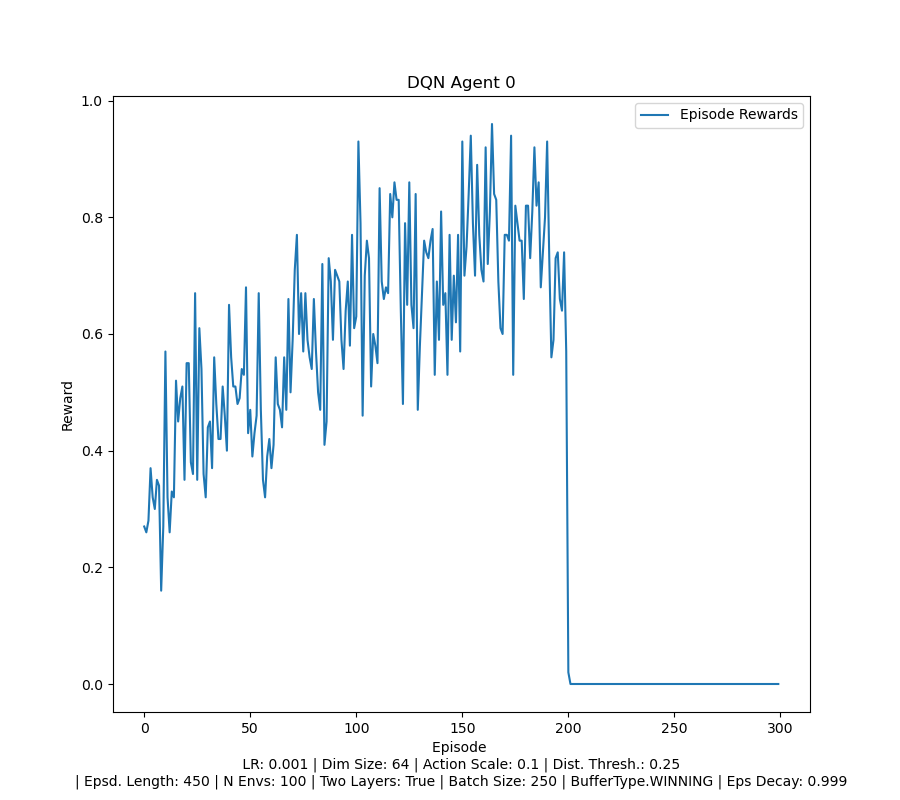 DQN Agent 0
Episode Rewards
1.0
0.8
0.6
0.4
0.2
0.0
Reward
0 50 100 150 200 250 300
Episode
LR: 0.001 | Dim Size: 64 | Action Scale: 0.1 | Dist. Thresh.: 0.25
| Epsd. Length: 450 | N Envs: 100 | Two Layers: True | Batch Size: 250 | BufferType.WINNING | Eps Decay: 0.999